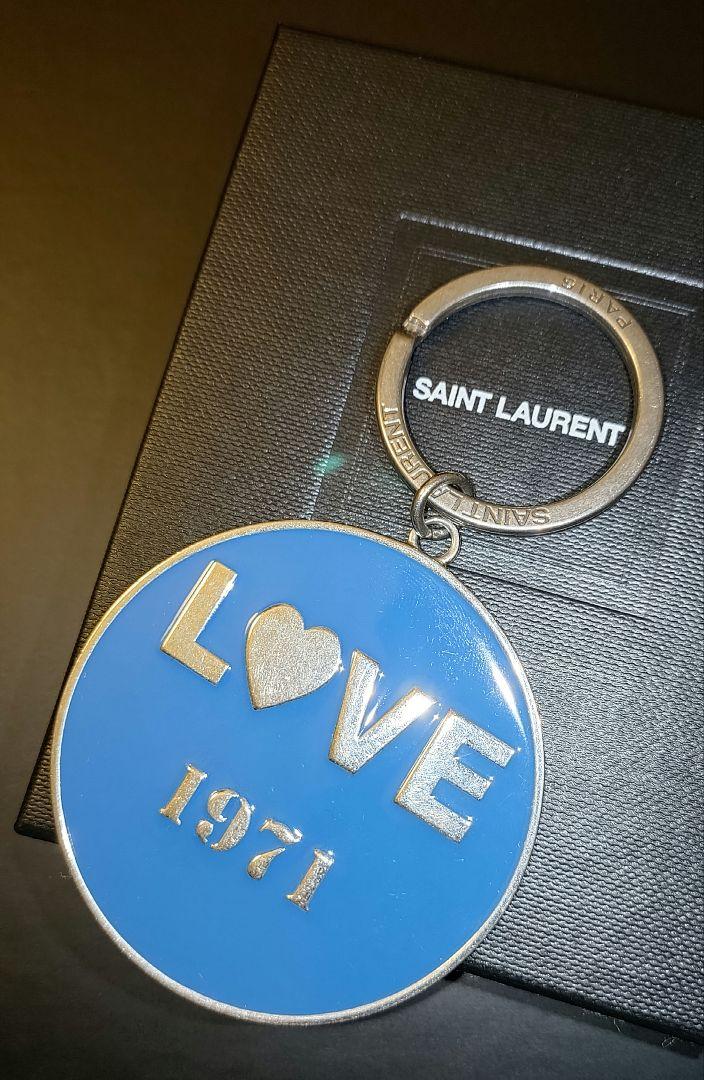 PARIS
SAINT LAURENT
SAINT LAURENT
L♥VE
1971